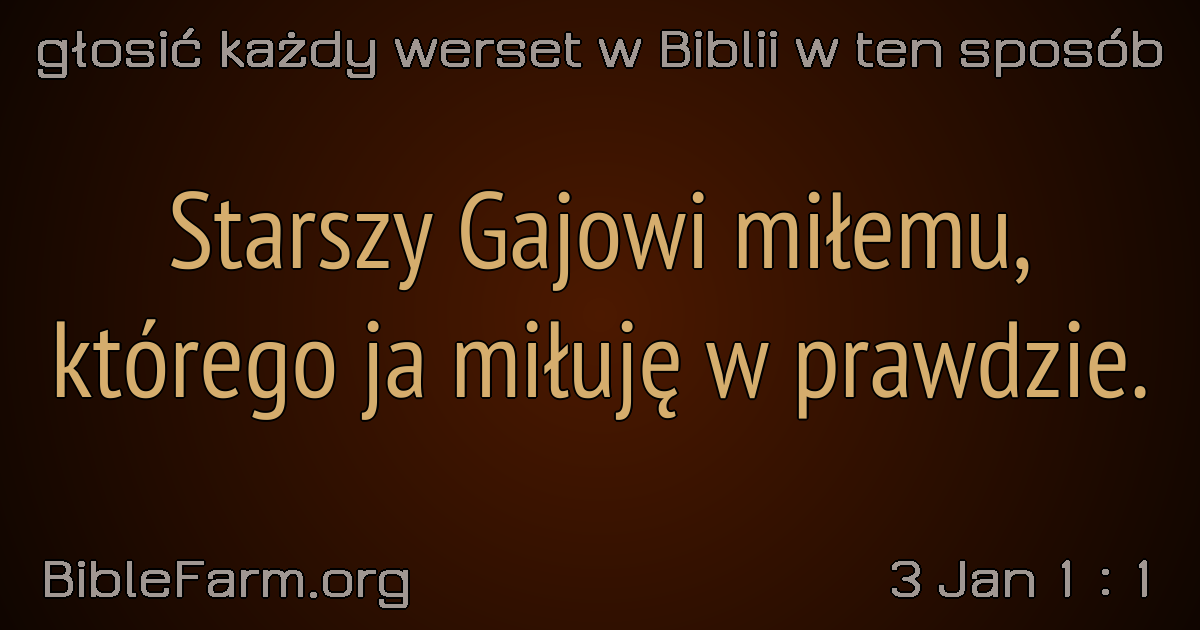 głosić każdy werset w Biblii w ten sposób
Starszy Gajowi miłemu,
którego ja miłuję w prawdzie.
BibleFarm.org
3 Jan 1 : 1